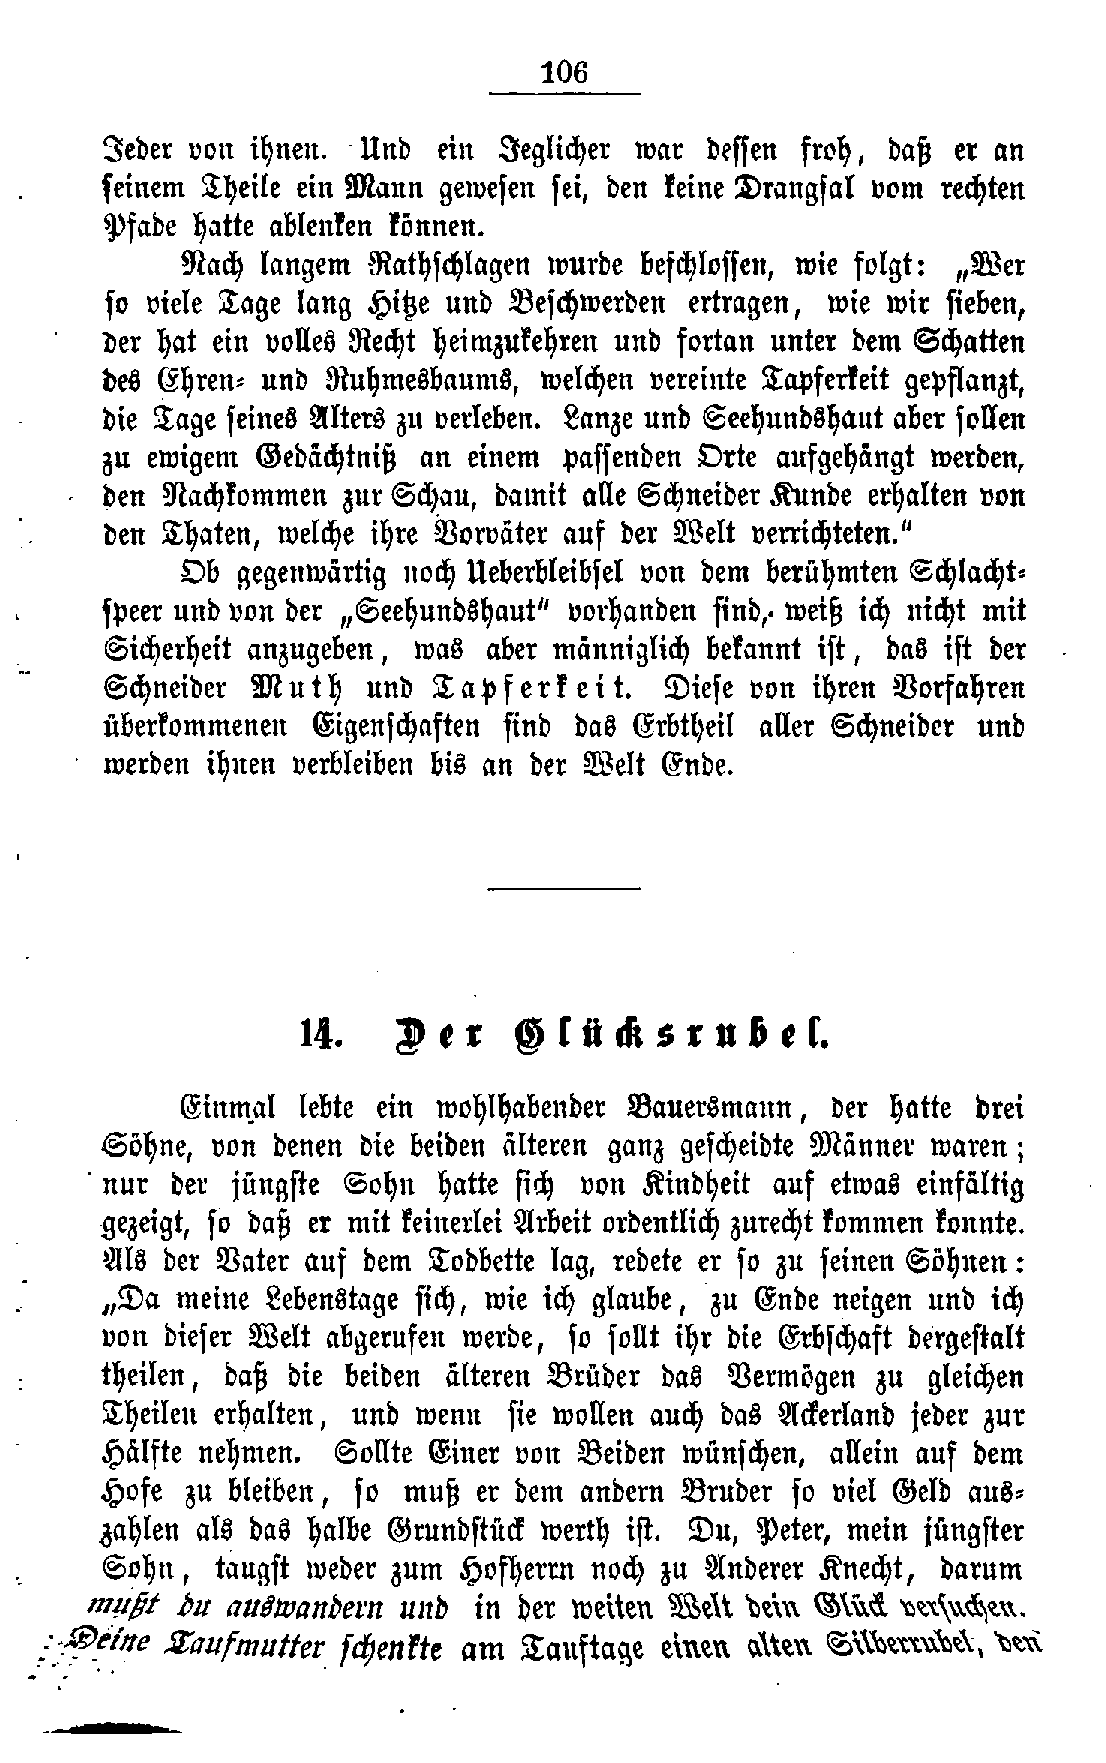 106
Jeder von ihnen. Und ein Jeglicher war dessen froh, daß er an
seinem Theile ein Mann gewesen sei, den keine Drangsal vom rechten
Pfade hatte ablenken können.
Nach langem Rathschlagen wurde beschlossen, wie folgt: „Wer
so viele Tage lang Hitze und Beschwerden ertragen, wie wir sieben,
der hat ein volles Recht heimzukehren und fortan unter dem Schatten
des Ehren- und Ruhmesbaums, welchen vereinte Tapferkeit gepflanzt,
die Tage seines Alters zu verleben. Lanze und Seehundshaut aber sollen
zu ewigem Gedächtniß an einem passenden Orte aufgehängt werden,
den Nachkommen zur Schau, damit alle Schneider Kunde erhalten von
den Thaten, welche ihre Vorväter auf der Welt verrichteten."
Ob gegenwärtig noch Ueberbleibsel von dem berühmten Schlacht-
speer und von der „Seehundshaut" vorhanden sind, weiß ich nicht mit
Sicherheit anzugeben, was aber männiglich bekannt ist, das ist der
Schneider Muth und Tapferkeit. Diese von ihren Vorfahren
überkommenen Eigenschaften sind das Erbtheil aller Schneider und
werden ihnen verbleiben bis an der Welt Ende.
14. Der Glücksrubel.
Einmal lebte ein wohlhabender Bauersmann, der hatte drei
Söhne, von denen die beiden älteren ganz gescheidte Männer waren;
nur der jüngste Sohn hatte sich von Kindheit auf etwas einfältig
gezeigt, so daß er mit keinerlei Arbeit ordentlich zurecht kommen konnte.
Als der Vater auf dem Todbette lag, redete er so zu seinen Söhnen:
„Da meine Lebenstage sich, wie ich glaube, zu Ende neigen und ich
von dieser Welt abgerufen werde, so sollt ihr die Erbschaft dergestalt
theilen, daß die beiden älteren Brüder das Vermögen zu gleichen
Theilen erhalten, und wenn sie wollen auch das Ackerland jeder zur
Hälfte nehmen. Sollte Einer von Beiden wünschen, allein auf dem
Hofe zu bleiben, so muß er dem andern Bruder so viel Geld aus-
zahlen als das halbe Grundstück werth ist. Du, Peter, mein jüngster
Sohn, taugst weder zum Hofherrn noch zu Anderer Knecht, darum
mußt du auswandern und in der weiten Welt dein Glück versuchen.
Deine Taufmutter schenkte am Tauftage einen alten Silberrubel, den